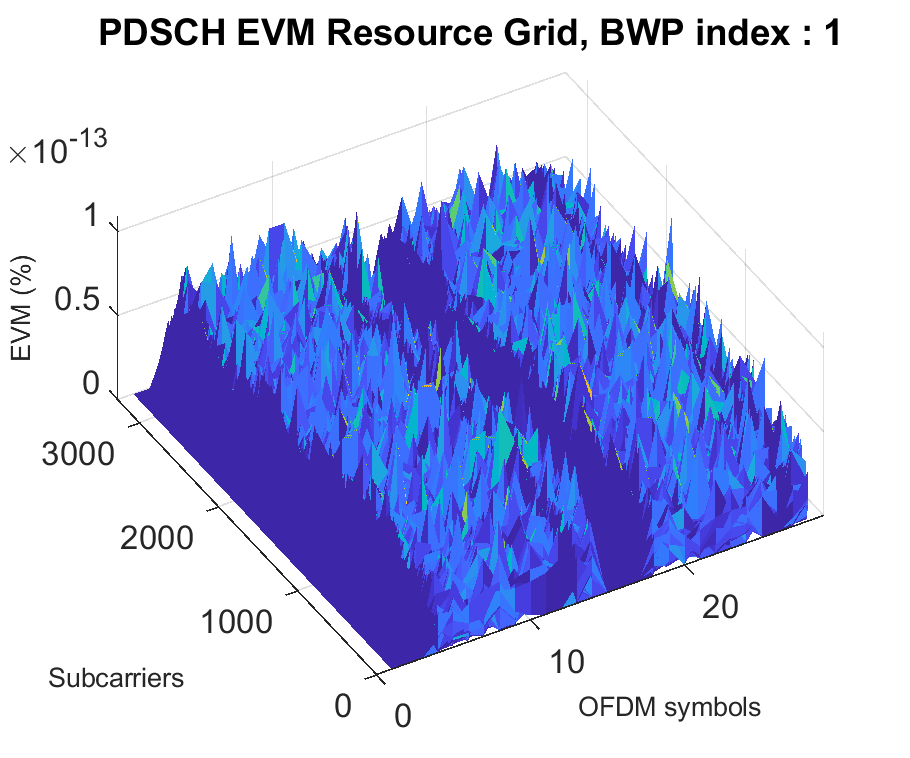 PDSCH EVM Resource Grid, BWP index : 1
×10-13
1
0.5
0
EVM (%)
3000
2000
1000
0
Subcarriers
0
10
20
OFDM symbols